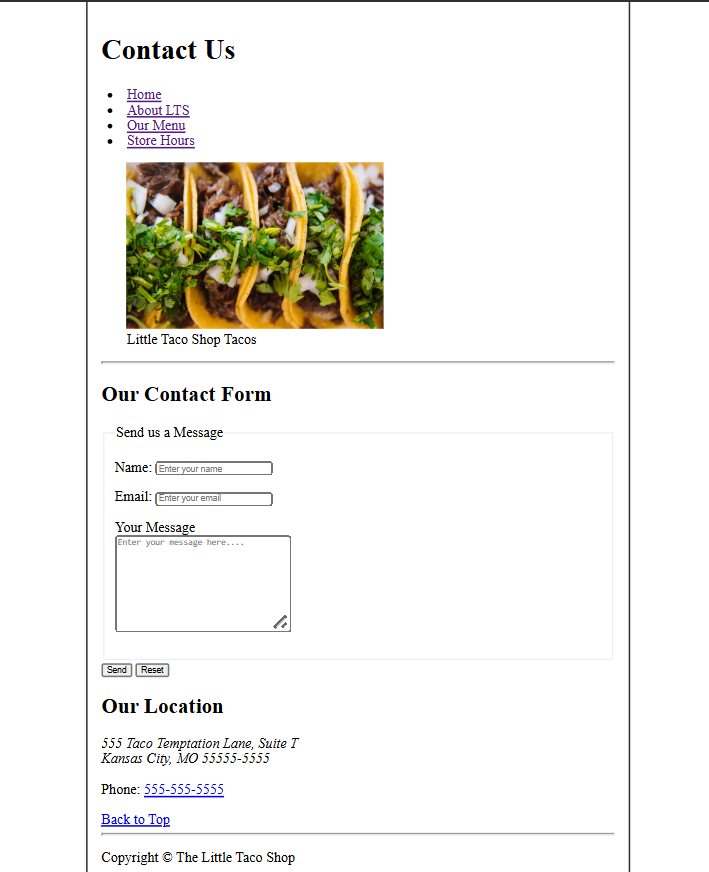 Contact Us
Home
About LTS
Our Menu
Store Hours
Little Taco Shop Tacos
Our Contact Form
Send us a Message
Name: Enter your name
Email: Enter your email
Your Message
Enter your message here....
Send Reset
Our Location
555 Taco Temptation Lane, Suite T
Kansas City, MO 55555-5555
Phone: 555-555-5555
Back to Top
Copyright © The Little Taco Shop